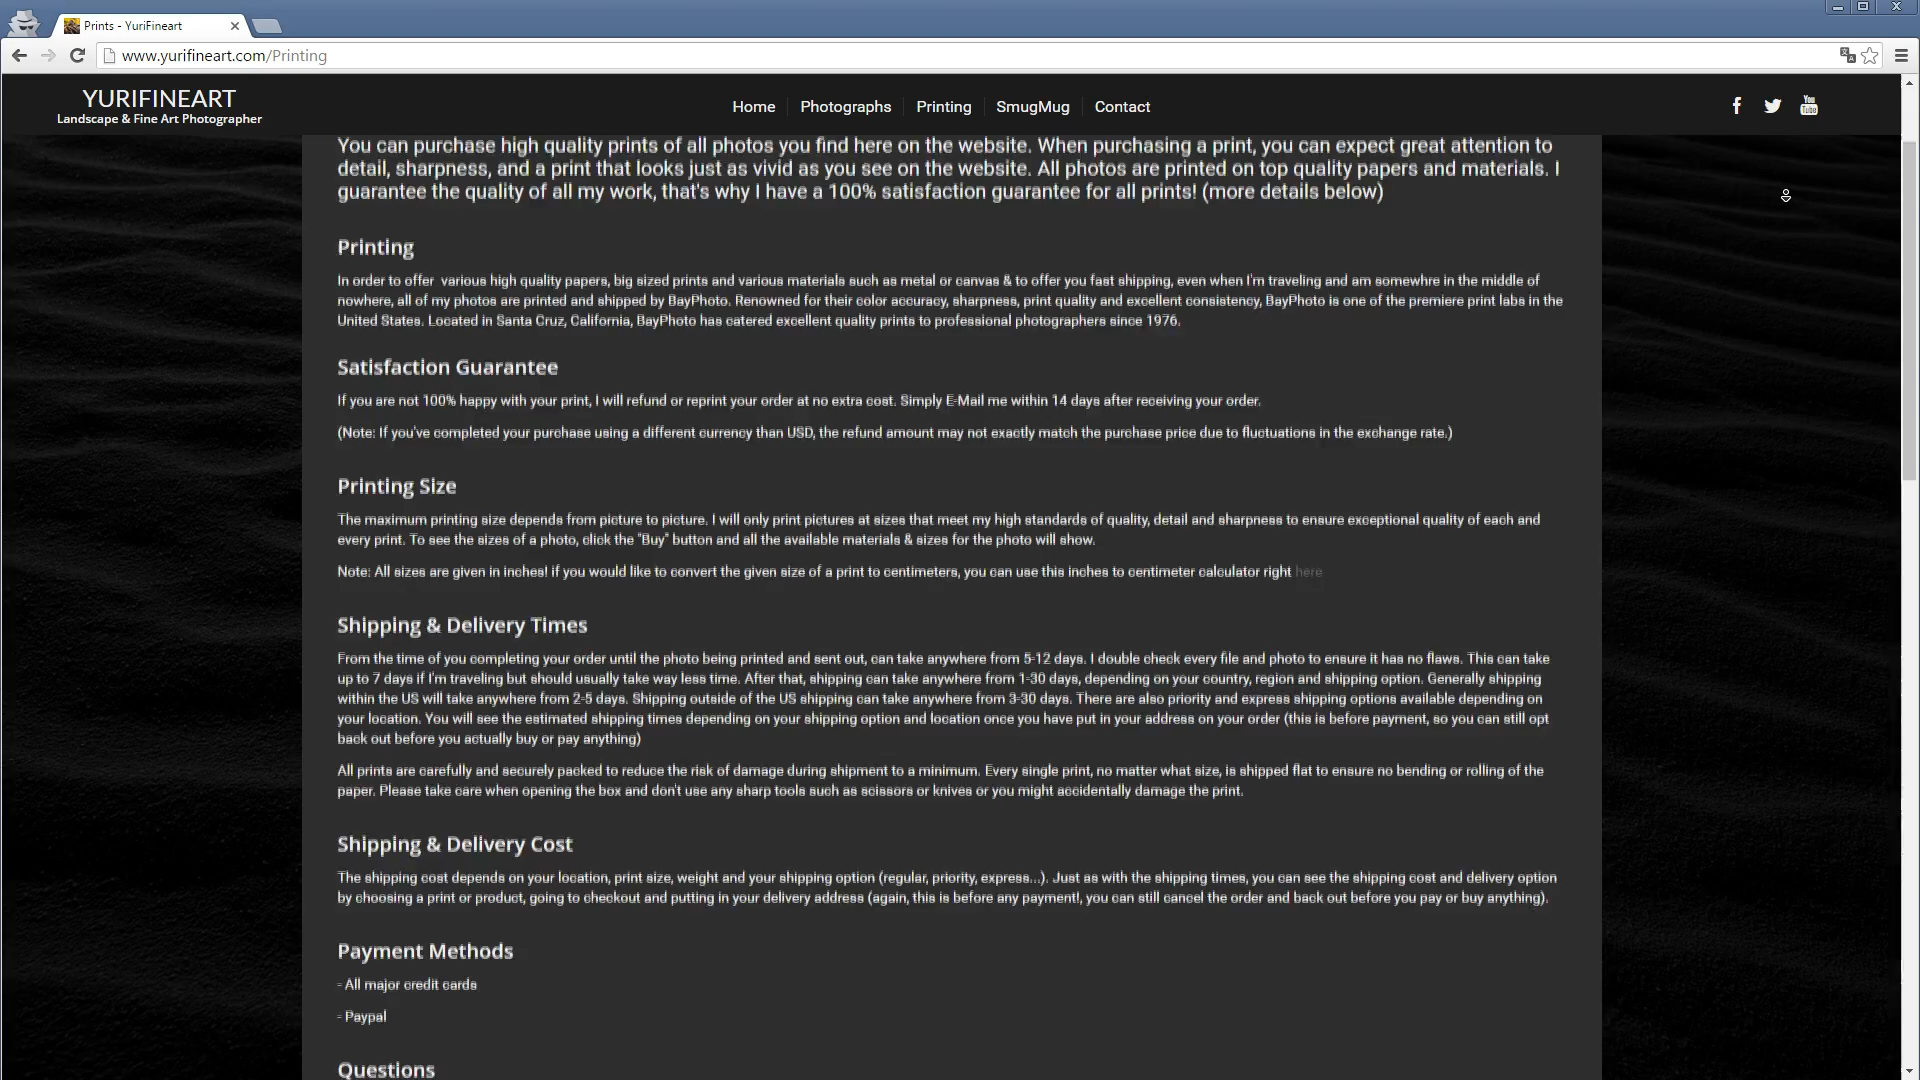 Prints - YuriFineart
www.yurifineart.com/Printing
YURIFINEART
Landscape & Fine Art Photographer
Home Photographs Printing SmugMug Contact
You Tube
You can purchase high quality prints of all photos you find here on the website. When purchasing a print, you can expect great attention to
detail, sharpness, and a print that looks just as vivid as you see on the website. All photos are printed on top quality papers and materials. I
guarantee the quality of all my work, that's why I have a 100% satisfaction guarantee for all prints! (more details below)
Printing
In order to offer various high quality papers, big sized prints and various materials such as metal or canvas & to offer you fast shipping, even when I'm traveling and am somewhre in the middle of
nowhere, all of my photos are printed and shipped by BayPhoto. Renowned for their color accuracy, sharpness, print quality and excellent consistency, BayPhoto is one of the premiere print labs in the
United States. Located in Santa Cruz, California, BayPhoto has catered excellent quality prints to professional photographers since 1976.
Satisfaction Guarantee
If you are not 100% happy with your print, I will refund or reprint your order at no extra cost. Simply E-Mail me within 14 days after receiving your order.
(Note: If you've completed your purchase using a different currency than USD, the refund amount may not exactly match the purchase price due to fluctuations in the exchange rate.)
Printing Size
The maximum printing size depends from picture to picture. I will only print pictures at sizes that meet my high standards of quality, detail and sharpness to ensure exceptional quality of each and
every print. To see the sizes of a photo, click the "Buy" button and all the available materials & sizes for the photo will show.
Note: All sizes are given in inches! if you would like to convert the given size of a print to centimeters, you can use this inches to centimeter calculator right here
Shipping & Delivery Times
From the time of you completing your order until the photo being printed and sent out, can take anywhere from 5-12 days. I double check every file and photo to ensure it has no flaws. This can take
up to 7 days if I'm traveling but should usually take way less time. After that, shipping can take anywhere from 1-30 days, depending on your country, region and shipping option. Generally shipping
within the US will take anywhere from 2-5 days. Shipping outside of the US shipping can take anywhere from 3-30 days. There are also priority and express shipping options available depending on
your location. You will see the estimated shipping times depending on your shipping option and location once you have put in your address on your order (this is before payment, so you can still opt
back out before you actually buy or pay anything)
All prints are carefully and securely packed to reduce the risk of damage during shipment to a minimum. Every single print, no matter what size, is shipped flat to ensure no bending or rolling of the
paper. Please take care when opening the box and don't use any sharp tools such as scissors or knives or you might accidentally damage the print.
Shipping & Delivery Cost
The shipping cost depends on your location, print size, weight and your shipping option (regular, priority, express...). Just as with the shipping times, you can see the shipping cost and delivery option
by choosing a print or product, going to checkout and putting in your delivery address (again, this is before any payment!, you can still cancel the order and back out before you pay or buy anything).
Payment Methods
- All major credit cards
- Paypal
Questions